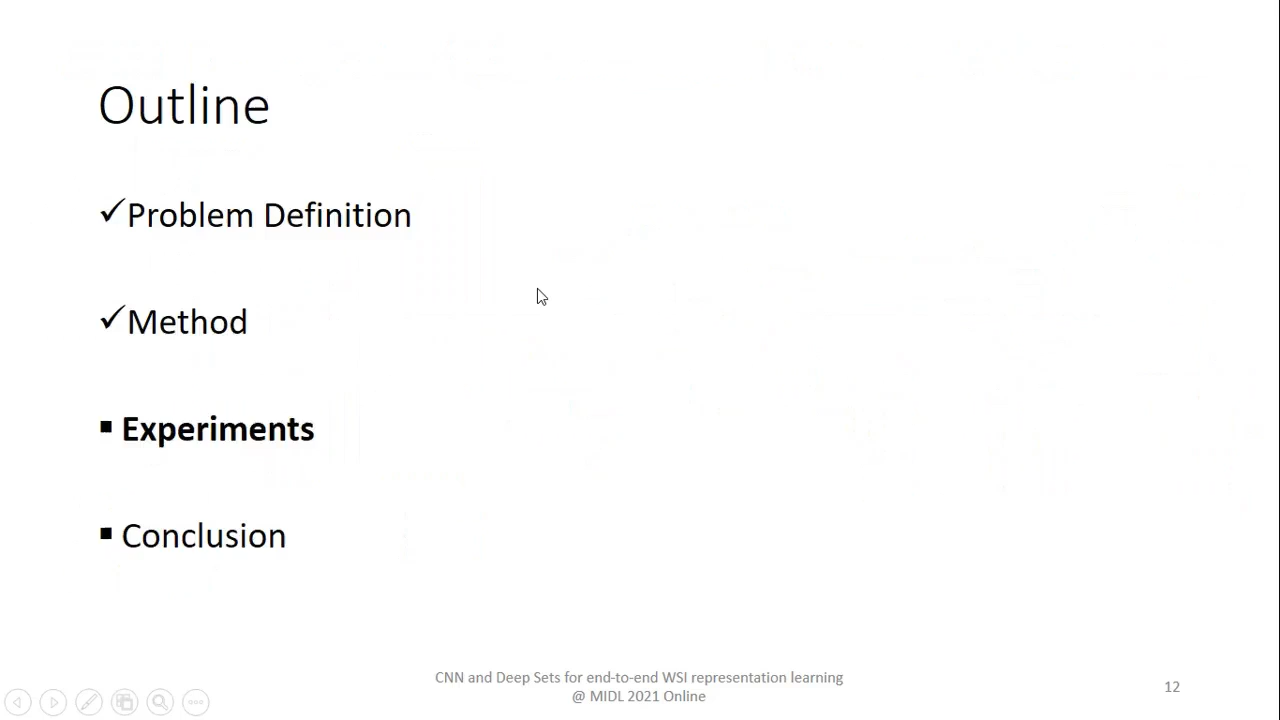 Outline
✓Problem Definition
✓Method
▪ Experiments
▪ Conclusion
CNN and Deep Sets for end-to-end WSI representation learning
@ MIDL 2021 Online
12